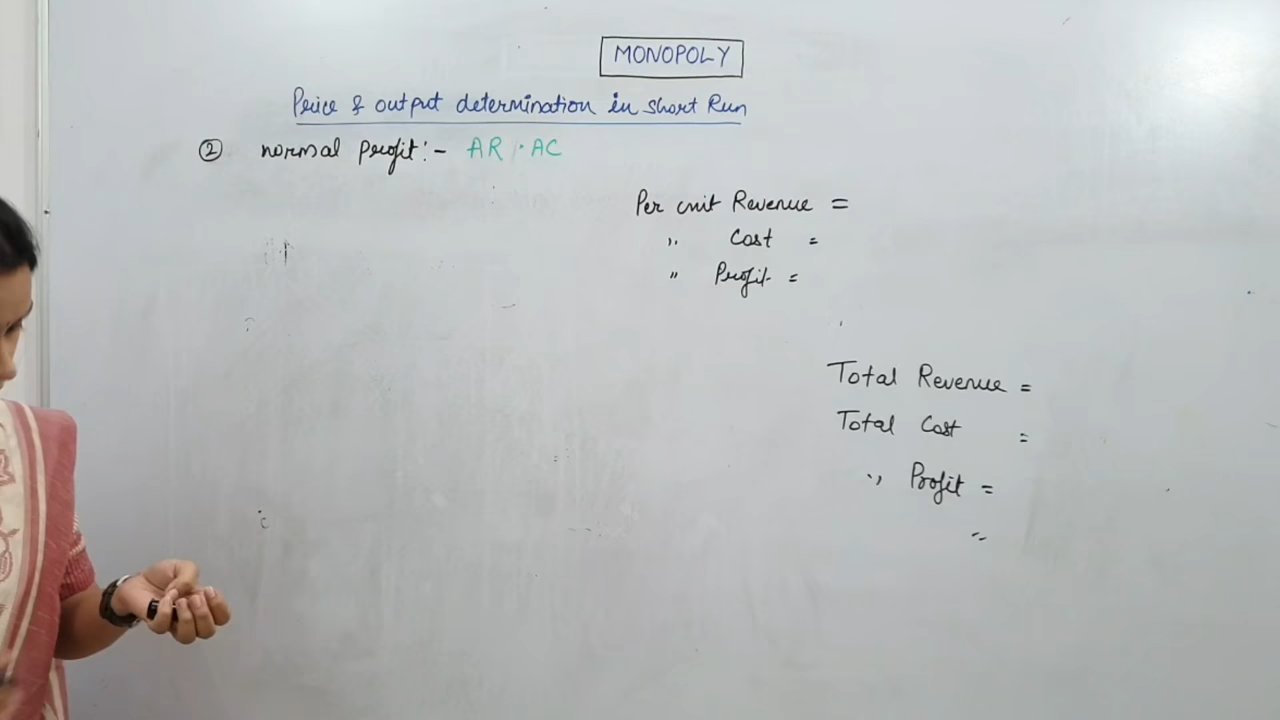 MONOPOLY
Price & output determination in short Run
② normal profit:- AR · AC
Per unit Revenue =
,, Cost =
,, Profit =
Total Revenue =
Total Cost =
,, Profit =
,,